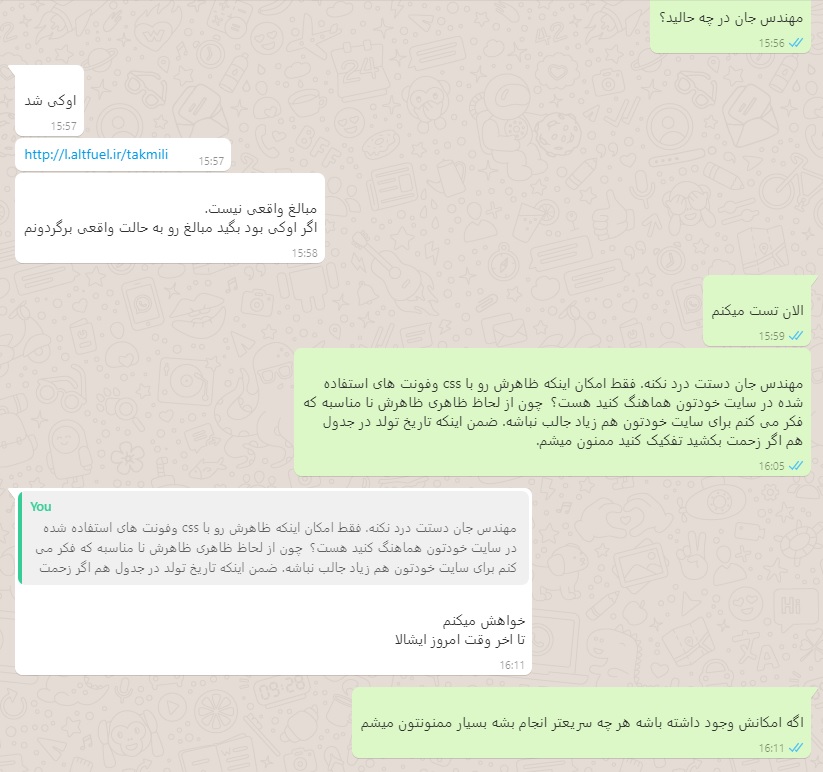 مهندس جان در چه حالید؟
15:56
اوکی شد
15:57
http://l.altfuel.ir/takmili
15:57
مبالغ واقعی نیست.
اگر اوکی بود بگید مبالغ رو به حالت واقعی برگردونم
15:58
الان تست میکنم
15:59
مهندس جان دستت درد نکنه. فقط امکان اینکه ظاهرش رو با css وفونت های استفاده
شده در سایت خودتون هماهنگ کنید هست؟ چون از لحاظ ظاهری ظاهرش نا مناسبه که
فکر می کنم برای سایت خودتون هم زیاد جالب نباشه. ضمن اینکه تاریخ تولد در جدول
هم اگر زحمت بکشید تفکیک کنید ممنون میشم.
16:05
You
مهندس جان دستت درد نکنه. فقط امکان اینکه ظاهرش رو با css وفونت های استفاده شده
در سایت خودتون هماهنگ کنید هست؟ چون از لحاظ ظاهری ظاهرش نا مناسبه که فکر می
کنم برای سایت خودتون هم زیاد جالب نباشه. ضمن اینکه تاریخ تولد در جدول هم اگر زحمت
خواهش میکنم
تا اخر وقت امروز ایشالا
16:11
اگه امکانش وجود داشته باشه هر چه سریعتر انجام بشه بسیار ممنونتون میشم
16:11